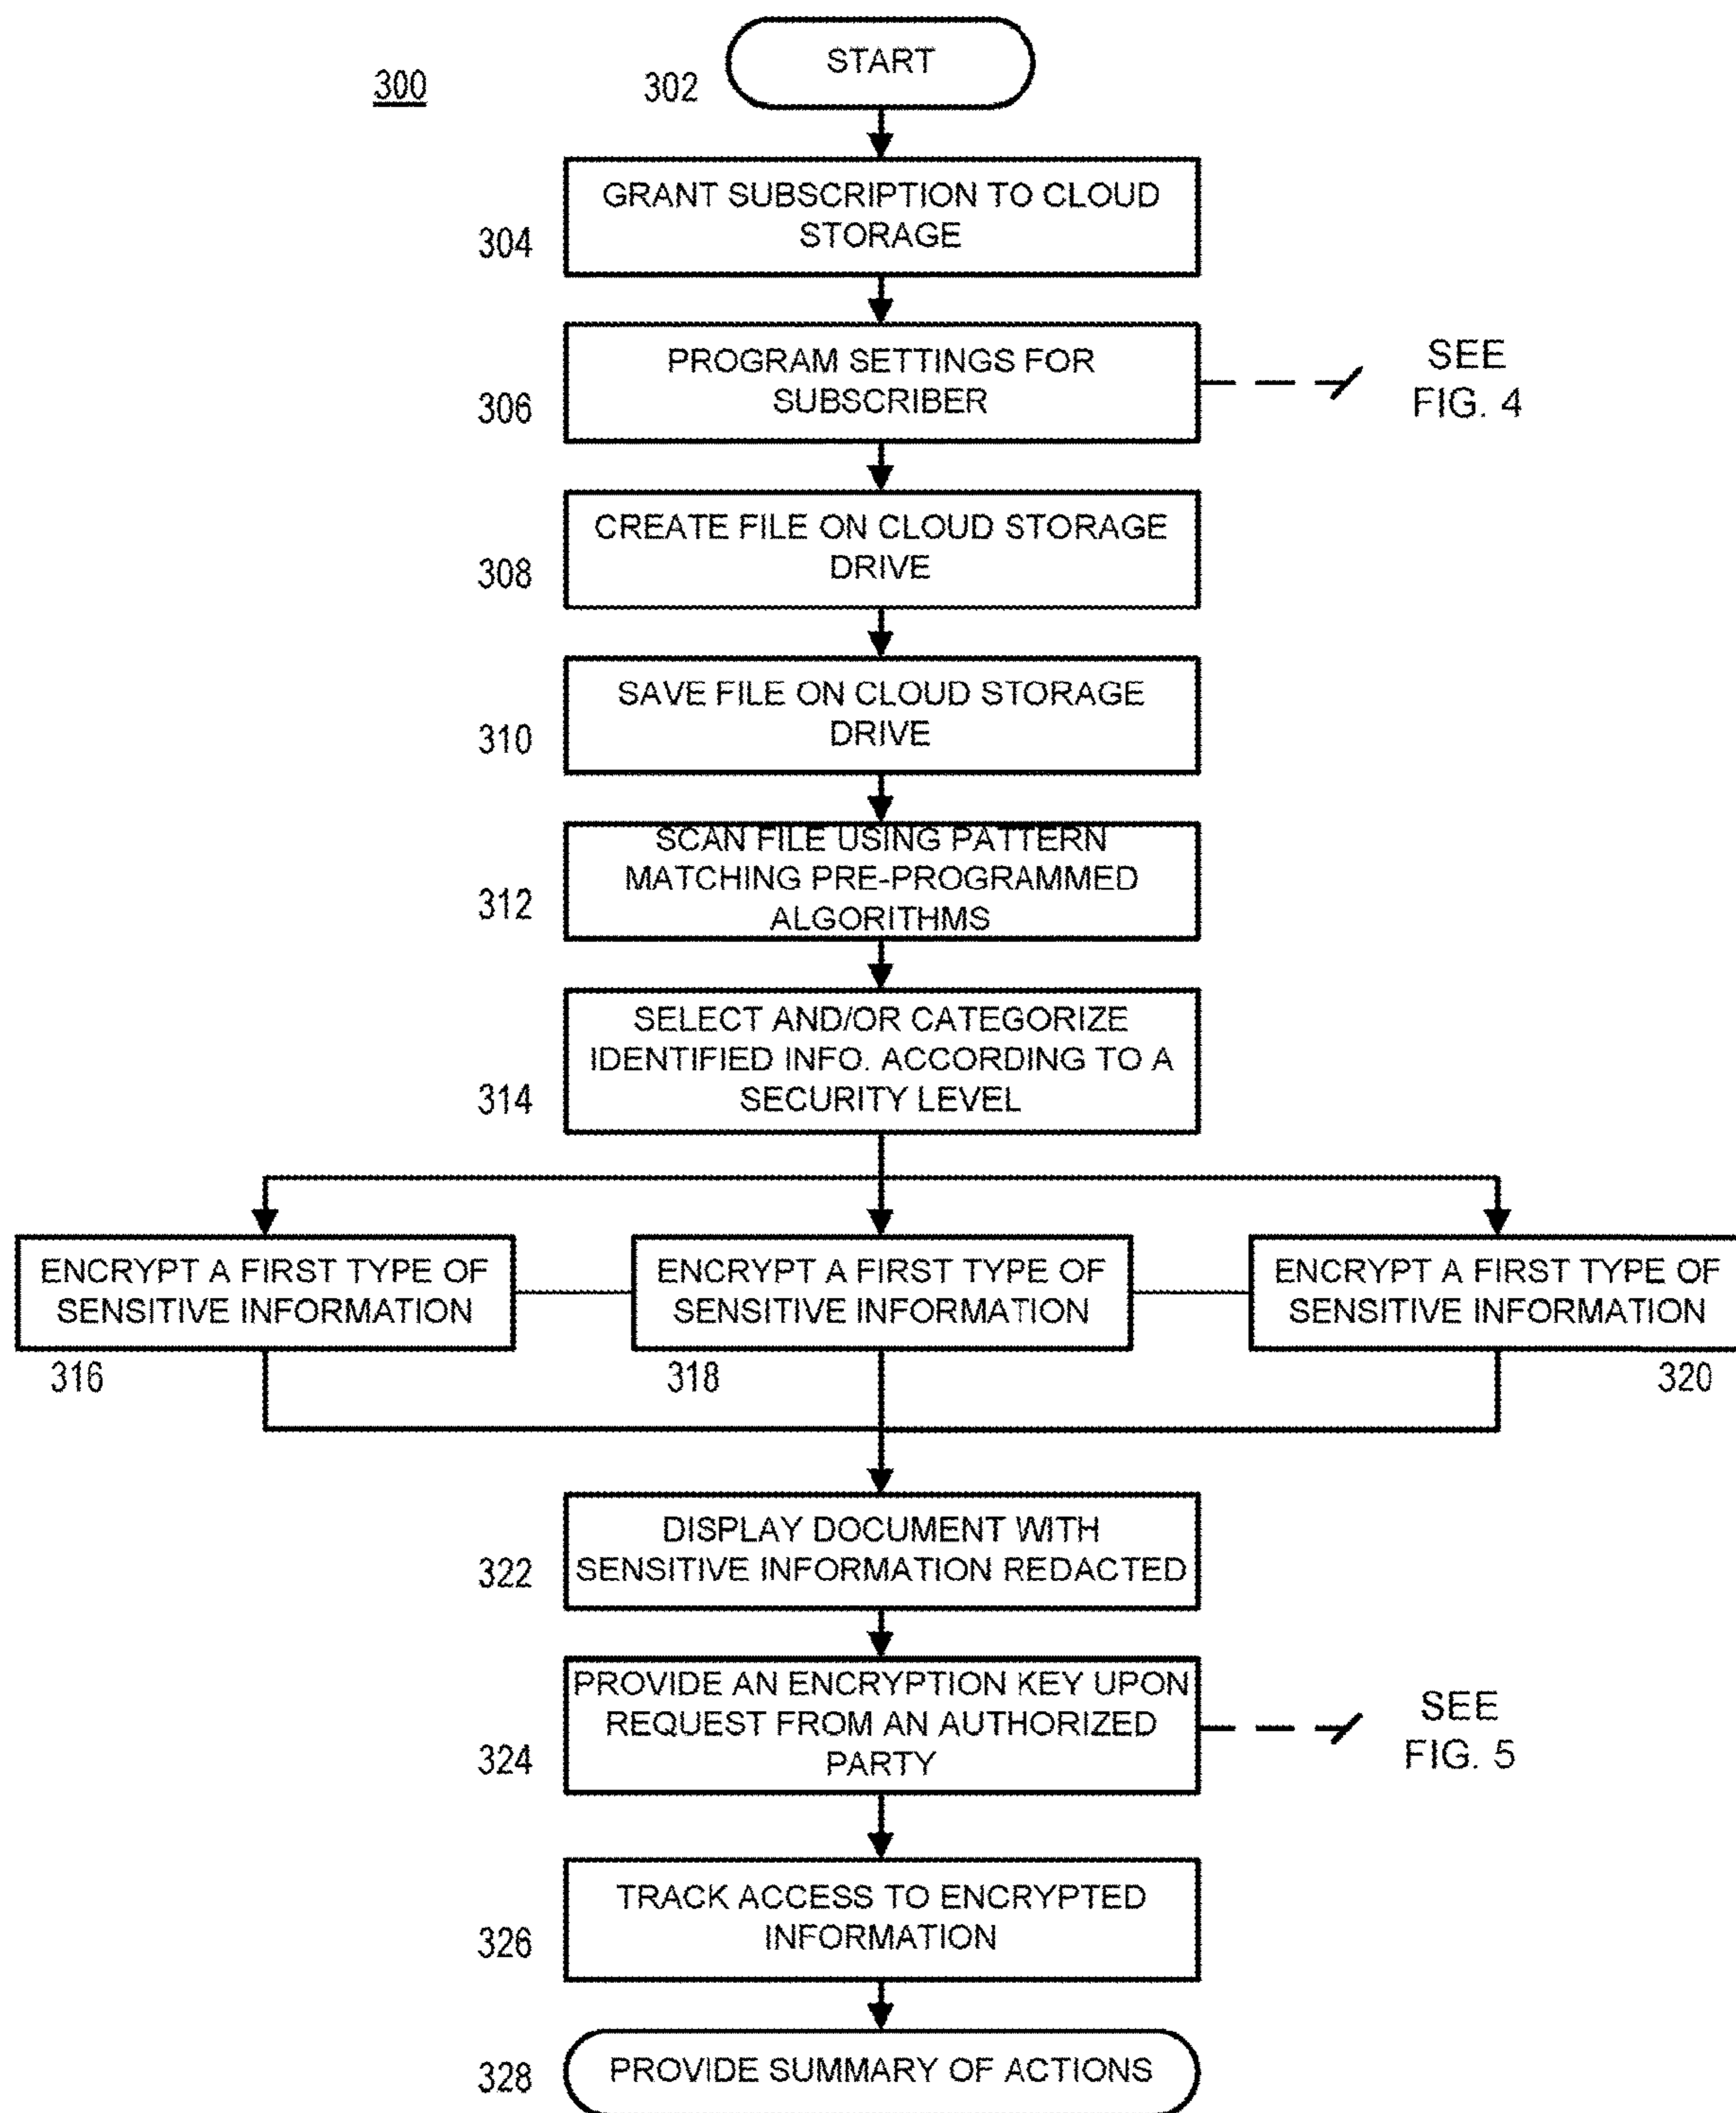 START
300
302
GRANT SUBSCRIPTION TO CLOUD
STORAGE
304
PROGRAM SETTINGS FOR
SUBSCRIBER
306
SEE
FIG. 4
CREATE FILE ON CLOUD STORAGE
DRIVE
308
SAVE FILE ON CLOUD STORAGE
DRIVE
310
SCAN FILE USING PATTERN
MATCHING PRE-PROGRAMMED
ALGORITHMS
312
SELECT AND/OR CATEGORIZE
IDENTIFIED INFO. ACCORDING TO A
SECURITY LEVEL
314
ENCRYPT A FIRST TYPE OF
SENSITIVE INFORMATION
316
ENCRYPT A FIRST TYPE OF
SENSITIVE INFORMATION
318
ENCRYPT A FIRST TYPE OF
SENSITIVE INFORMATION
320
DISPLAY DOCUMENT WITH
SENSITIVE INFORMATION REDACTED
322
PROVIDE AN ENCRYPTION KEY UPON
REQUEST FROM AN AUTHORIZED
PARTY
324
SEE
FIG. 5
TRACK ACCESS TO ENCRYPTED
INFORMATION
326
PROVIDE SUMMARY OF ACTIONS
328